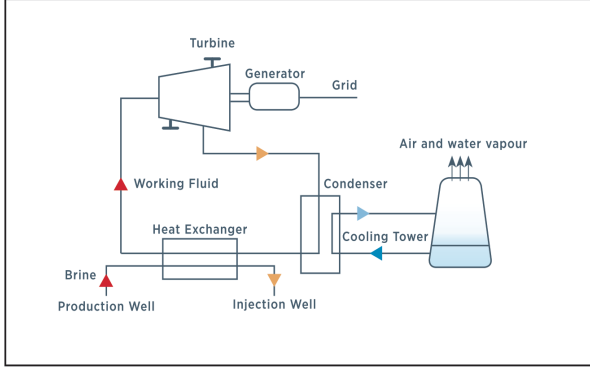 Turbine
Generator
Grid
Air and water vapour
Working Fluid
Condenser
Heat Exchanger
Cooling Tower
Brine
Production Well
Injection Well